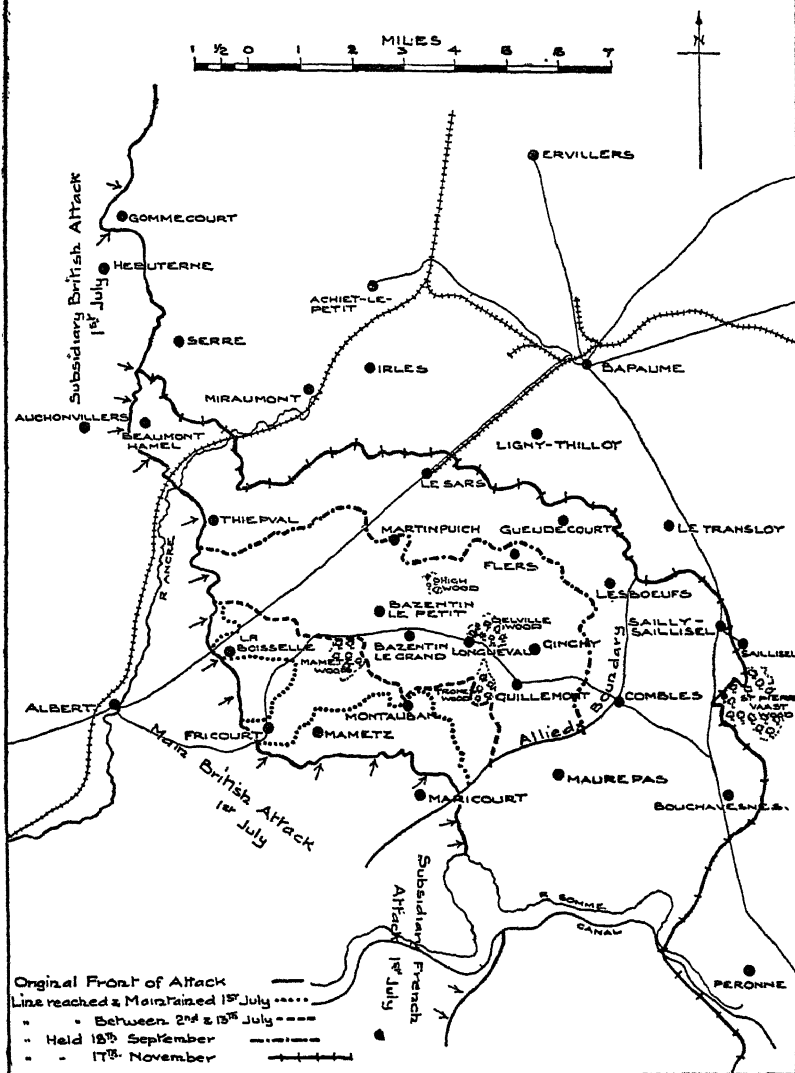 MILES
1 ½ 0 1 2 3 4 5 6 7
N
ERVILLERS
Subsidiary British Attack
1st July
GOMMECOURT
HEBUTERNE
ACHIET-LE-
PETIT
SERRE
IRLES
BAPAUME
MIRAUMONT
AUCHONVILLERS
BEAUMONT
HAMEL
LIGNY-THILLOY
LE SARS
THIEPVAL
MARTINPUICH
GUEUDECOURT
LE TRANSLOY
FLERS
R ANCRE
HIGH
WOOD
LESBOEUFS
BAZENTIN
LE PETIT
DELVILLE
WOOD
SAILLY-
SAILLISEL
LA
BOISSELLE
BAZENTIN
LE GRAND
LONGUEVAL
GINCHY
SAILLISEL
MAMETZ
WOOD
TRONES
WOOD
GUILLEMONT
COMBLES
ST PIERRE
VAAST
WOOD
ALBERT
MONTAUBAN
Allied Boundary
FRICOURT
MAMETZ
Main British Attack
1st July
MAUREPAS
MARICOURT
BOUCHAVESNES.
Subsidiary French
Attack 1st July
R SOMME
CANAL
PERONNE
Original Front of Attack
Line reached & Maintained 1st July
" " Between 2nd & 13th July
" Held 18th September
" " 17th November